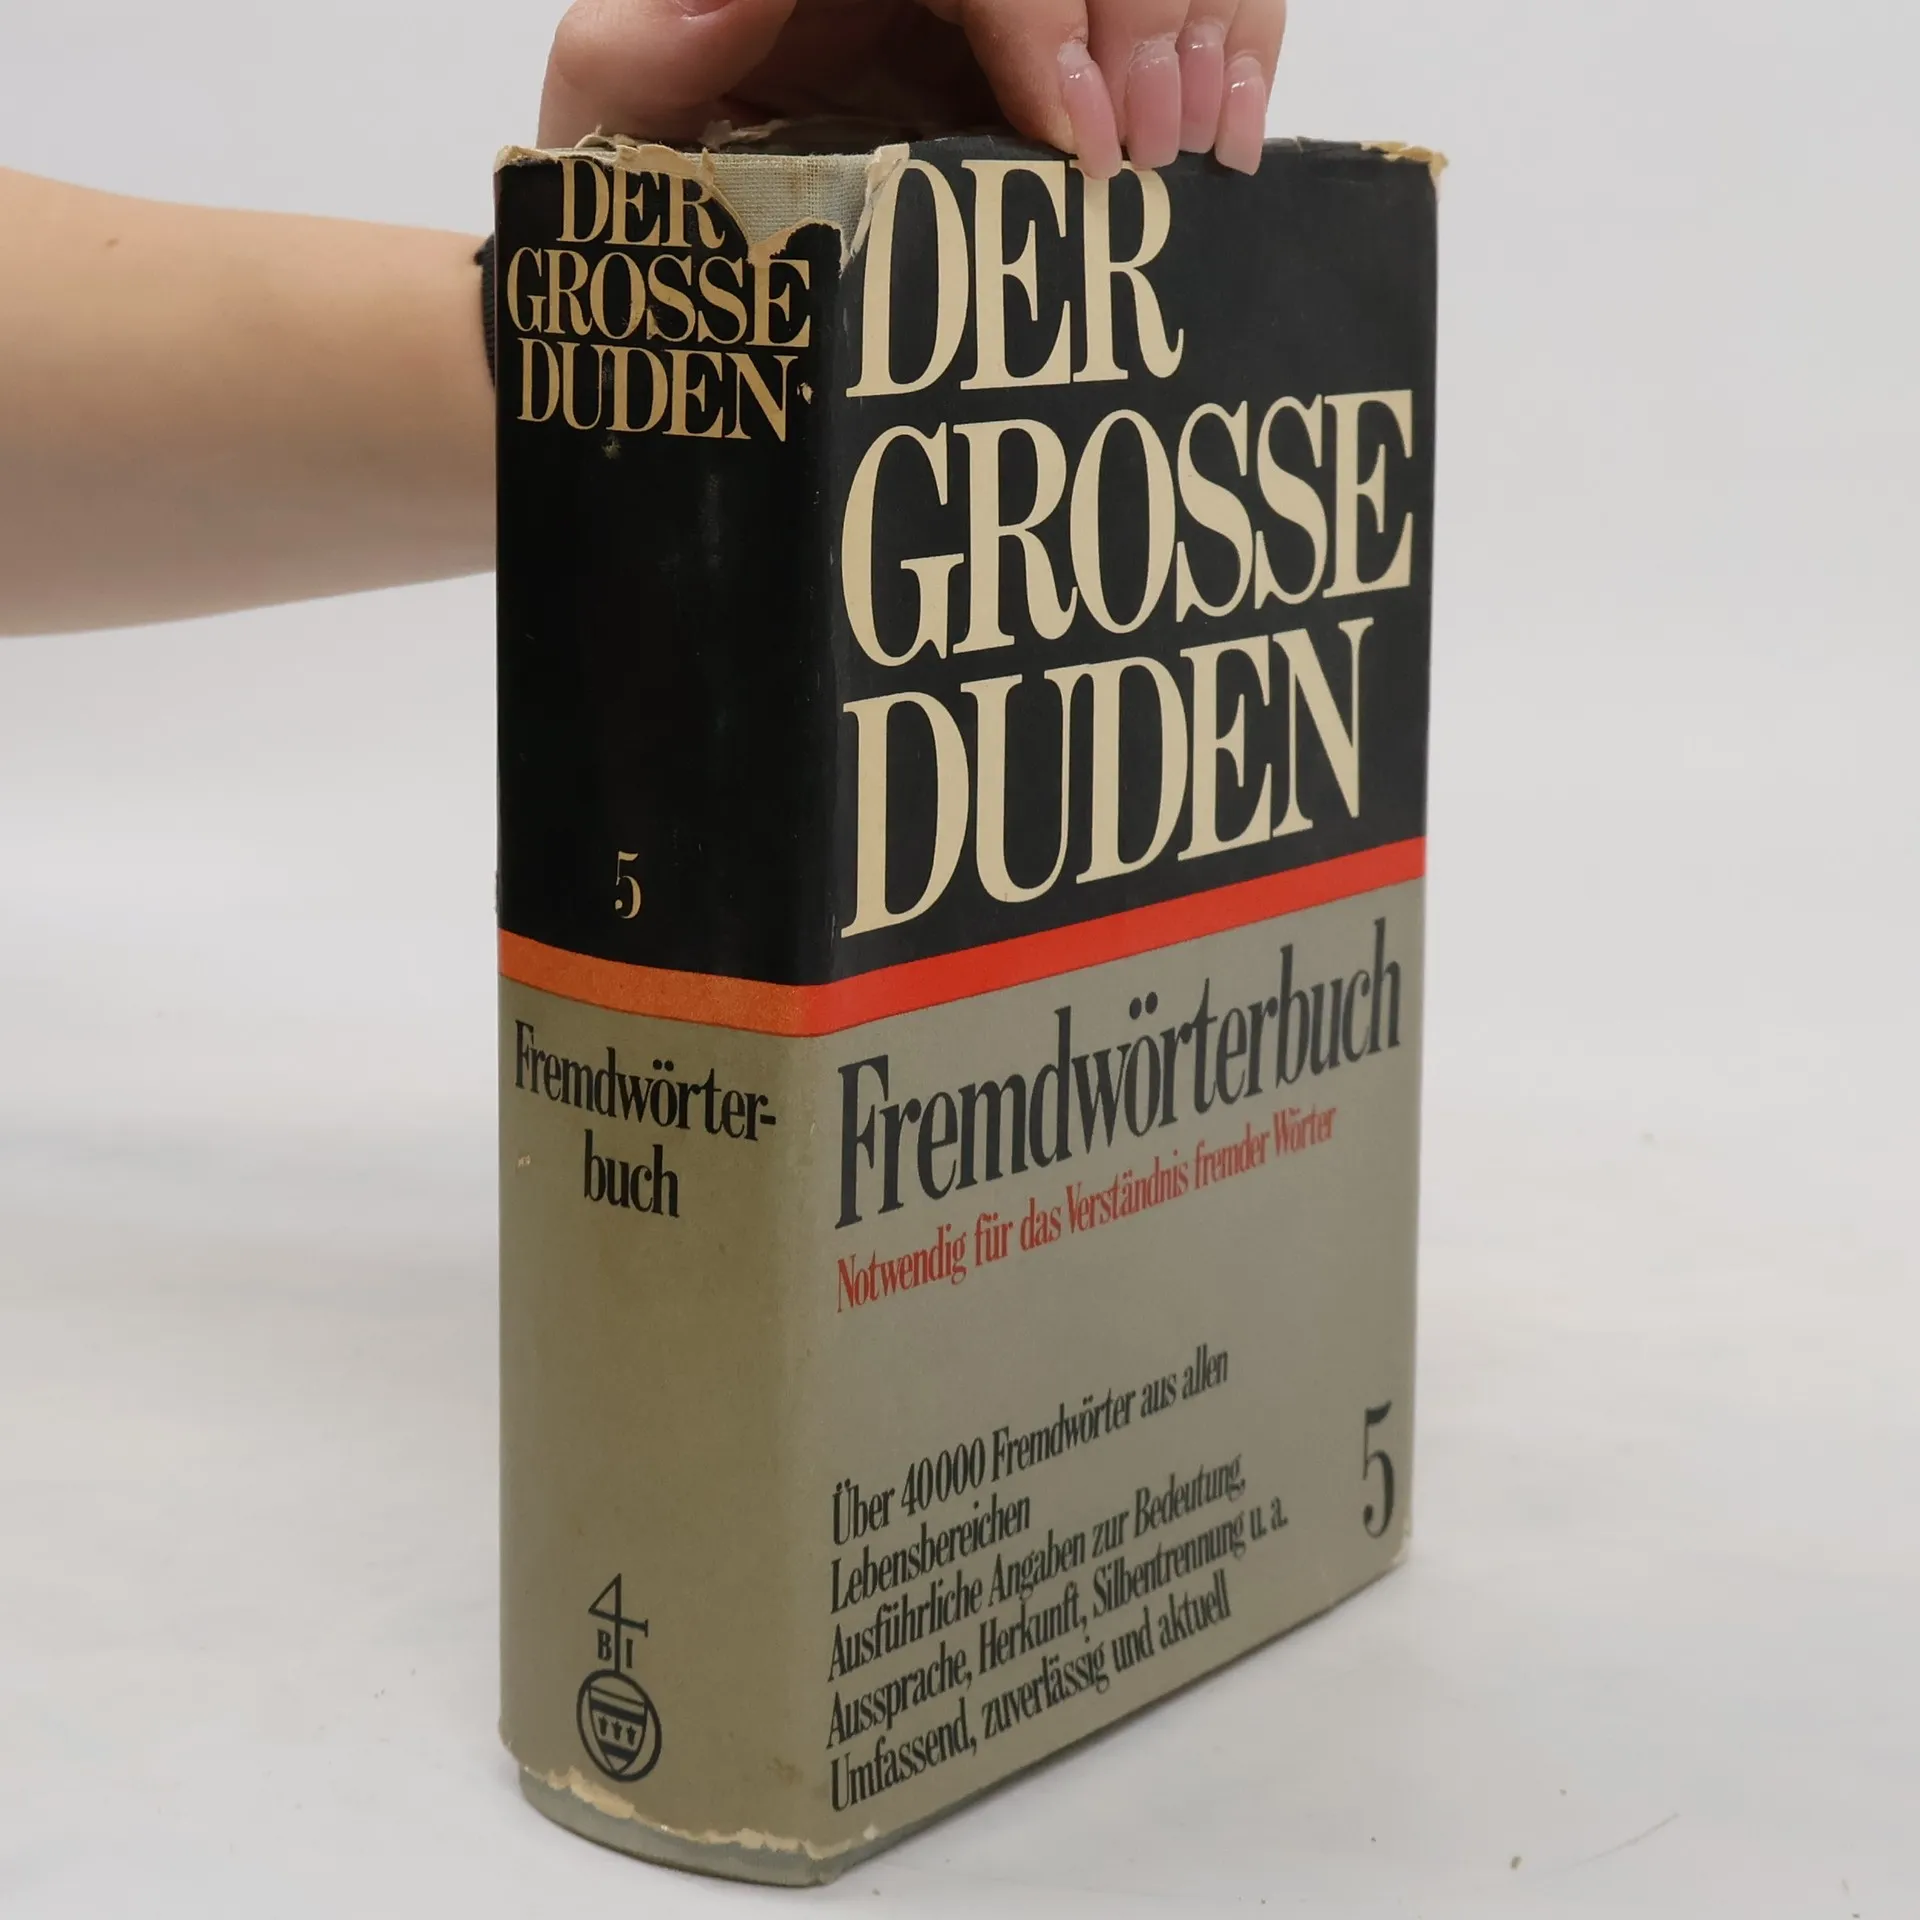 DER
GROSSE
DUDEN
5
Fremdwörter-
buch
B I
DER
GROSSE
DUDEN
Fremdwörterbuch
Notwendig für das Verständnis fremder Wörter
Über 40000 Fremdwörter aus allen
Lebensbereichen
Ausführliche Angaben zur Bedeutung,
Aussprache, Herkunft, Silbentrennung u. a.
Umfassend, zuverlässig und aktuell
5